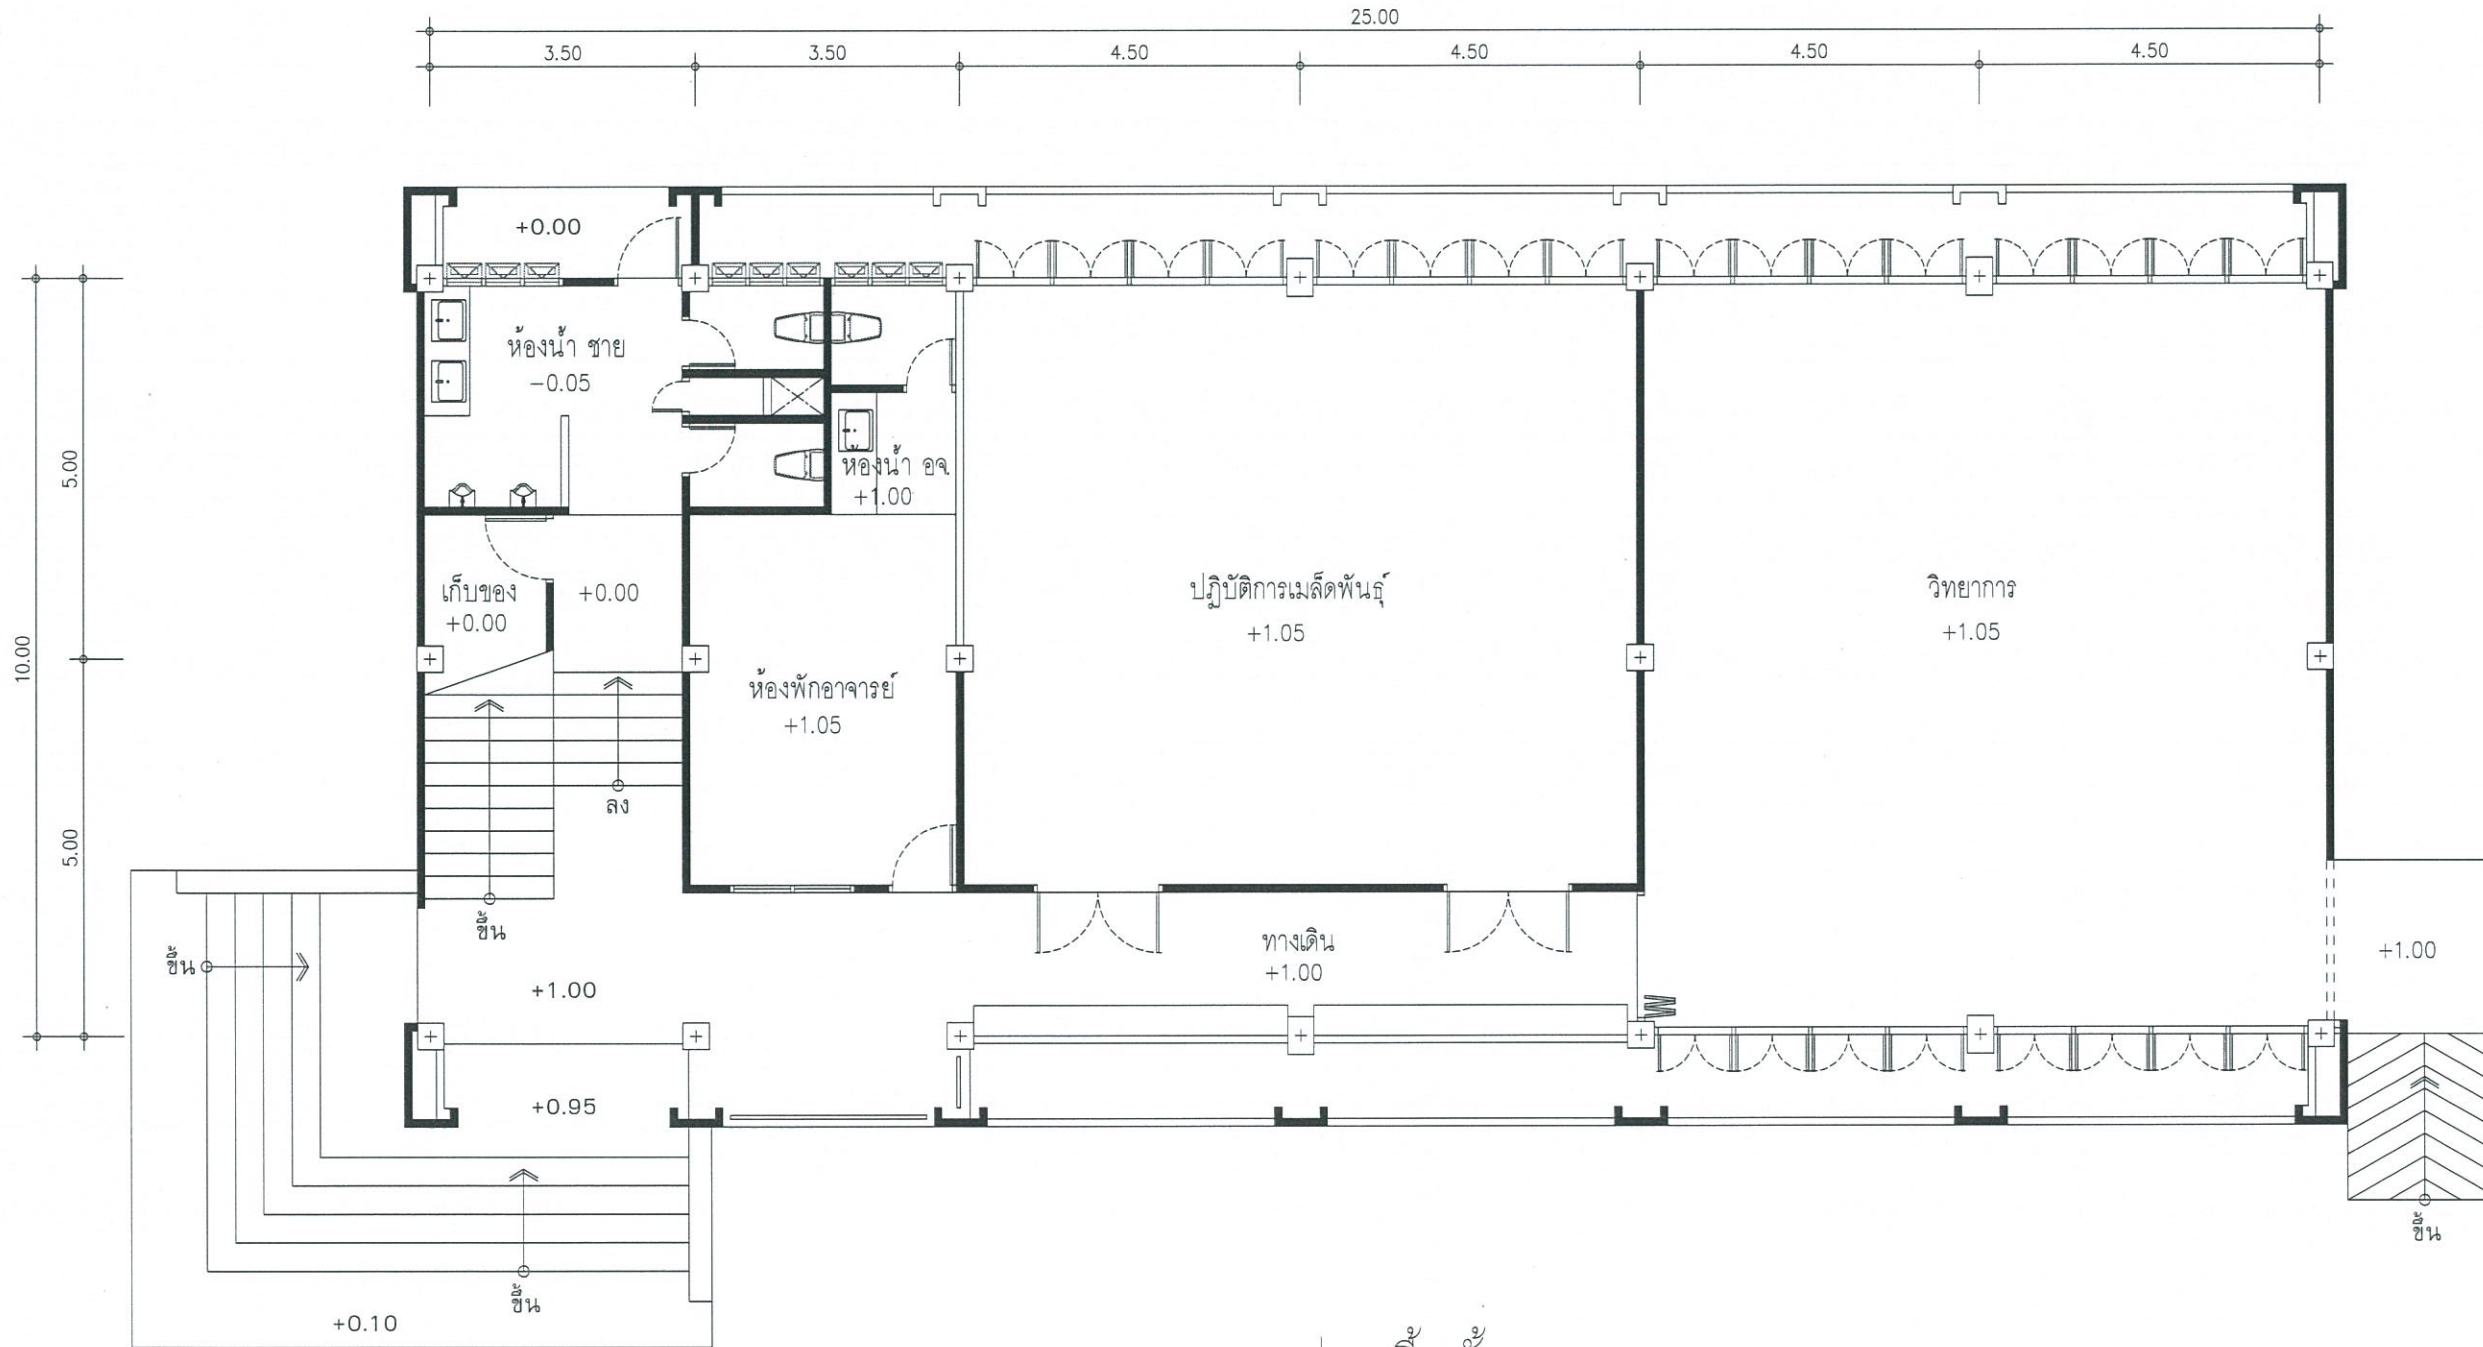 25.00
3.50 3.50 4.50 4.50 4.50 4.50
+0.00
ห้องน้ำ ชาย
-0.05
ห้องน้ำ อจ.
+1.00
5.00
10.00
5.00
เก็บของ
+0.00
+0.00
ห้องพักอาจารย์
+1.05
ปฏิบัติการเมล็ดพันธุ์
+1.05
วิทยาการ
+1.05
ลง
ขึ้น
ขึ้น
ทางเดิน
+1.00
+1.00
+1.00
+0.95
ขึ้น
ขึ้น
+0.10